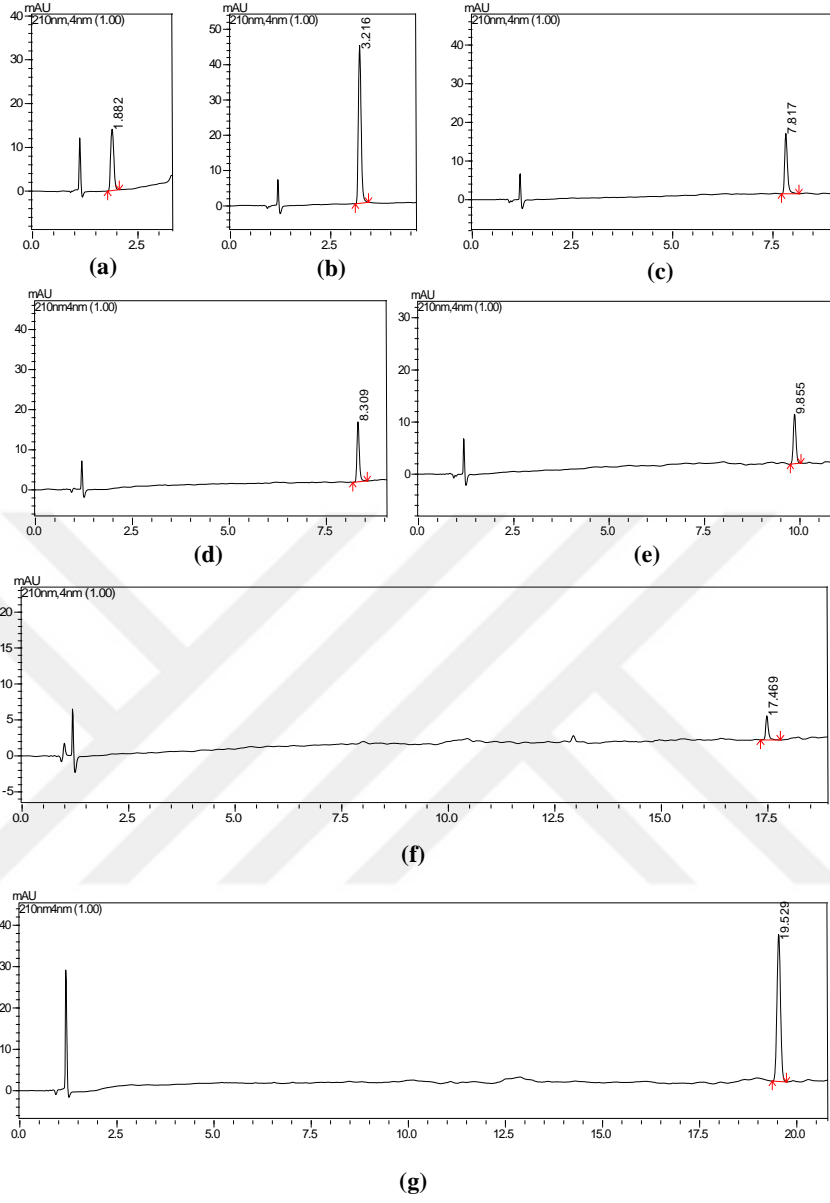 mAU
210nm,4nm (1.00)
40
30
20
10
0
1.882
0.0 2.5
(a)
mAU
210nm,4nm (1.00)
50
40
30
20
10
0
3.216
0.0 2.5
(b)
mAU
210nm,4nm (1.00)
40
30
20
10
0
7.817
0.0 2.5 5.0 7.5
(c)
mAU
210nm4nm (1.00)
40
30
20
10
0
8.309
0.0 2.5 5.0 7.5
(d)
mAU
210nm,4nm (1.00)
30
20
10
0
9.855
0.0 2.5 5.0 7.5 10.0
(e)
mAU
210nm,4nm (1.00)
20
15
10
5
0
-5
17.469
0.0 2.5 5.0 7.5 10.0 12.5 15.0 17.5
(f)
mAU
210nm4nm (1.00)
40
30
20
10
0
19.529
0.0 2.5 5.0 7.5 10.0 12.5 15.0 17.5 20.0
(g)